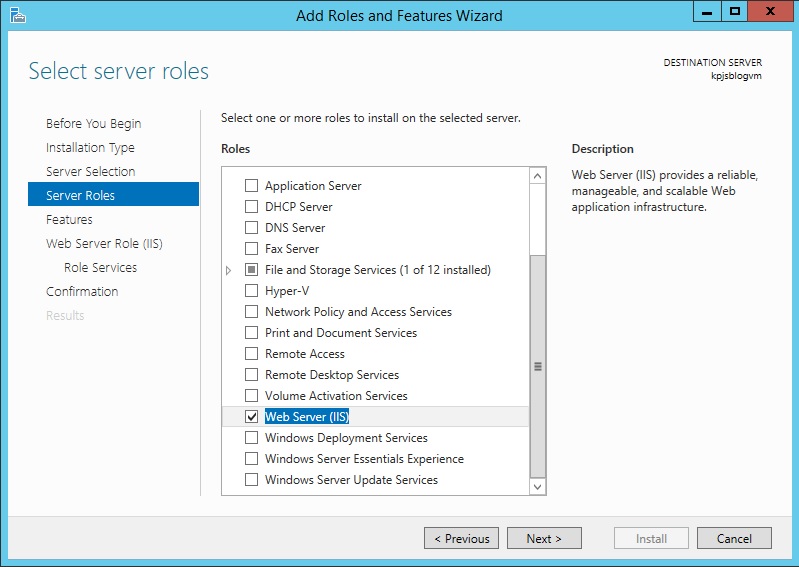 Add Roles and Features Wizard
Select server roles
DESTINATION SERVER
kpjsblogvm
Before You Begin
Installation Type
Server Selection
Server Roles
Features
Web Server Role (IIS)
Role Services
Confirmation
Results
Select one or more roles to install on the selected server.
Roles
Application Server
DHCP Server
DNS Server
Fax Server
File and Storage Services (1 of 12 installed)
Hyper-V
Network Policy and Access Services
Print and Document Services
Remote Access
Remote Desktop Services
Volume Activation Services
Web Server (IIS)
Windows Deployment Services
Windows Server Essentials Experience
Windows Server Update Services
Description
Web Server (IIS) provides a reliable,
manageable, and scalable Web
application infrastructure.
< Previous
Next >
Install
Cancel